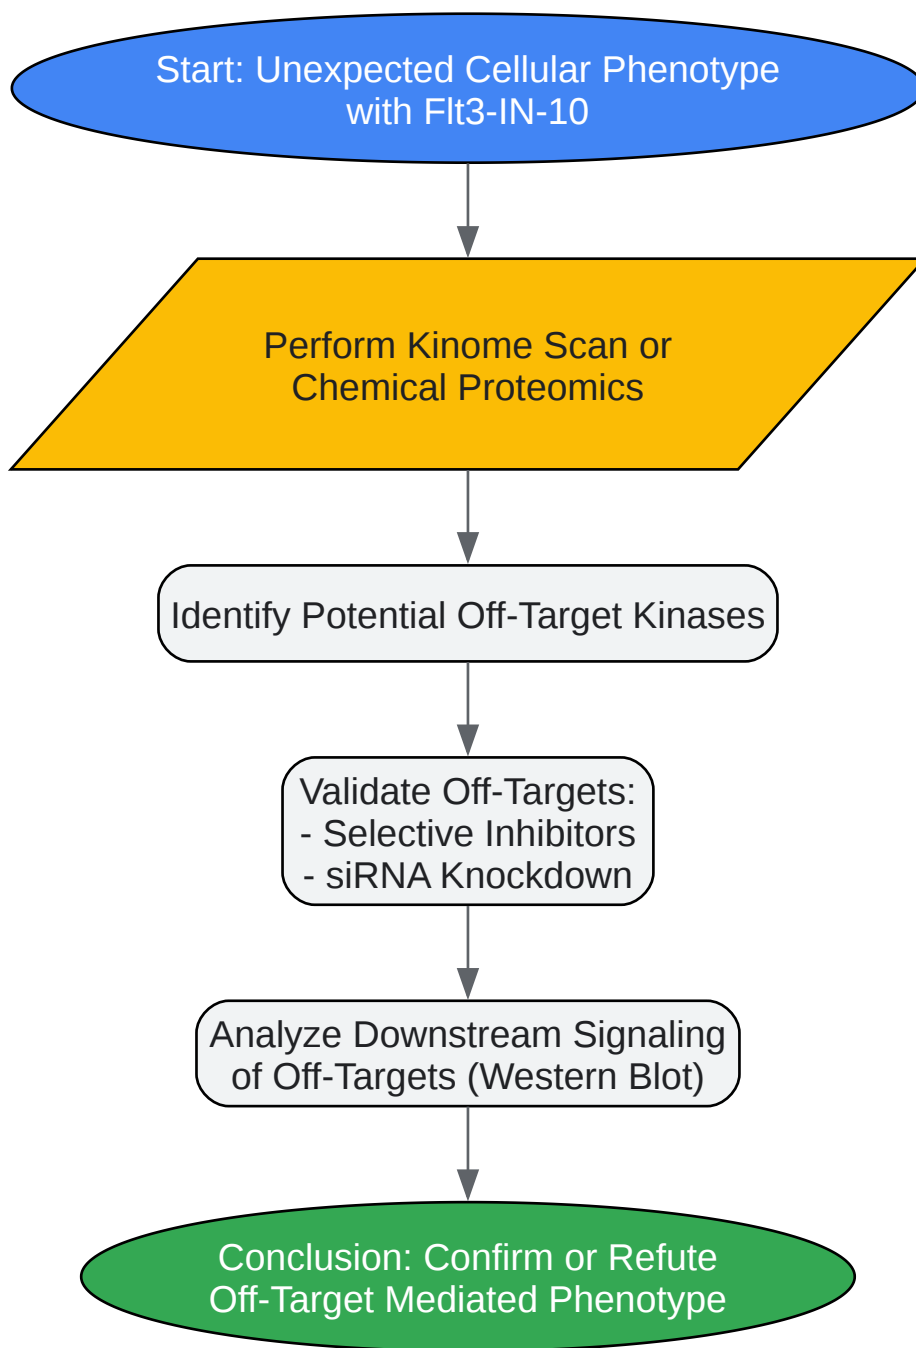 Start: Unexpected Cellular Phenotype
with Flt3-IN-10
Perform Kinome Scan or
Chemical Proteomics
Identify Potential Off-Target Kinases
Validate Off-Targets:
- Selective Inhibitors
- siRNA Knockdown
Analyze Downstream Signaling
of Off-Targets (Western Blot)
Conclusion: Confirm or Refute
Off-Target Mediated Phenotype